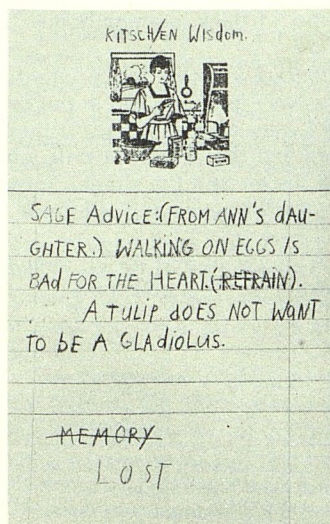 KITSCH/EN WISDOM.
SAGE AdVICE:(FROM ANN'S dAU-
GHTER.) WALKING ON EGGS IS
BAd FOR THE HEART.(REFRAIN).
A TULIP dOES NOT WANT
TO bE A GLAdIOLUS.
MEMORY
LOST